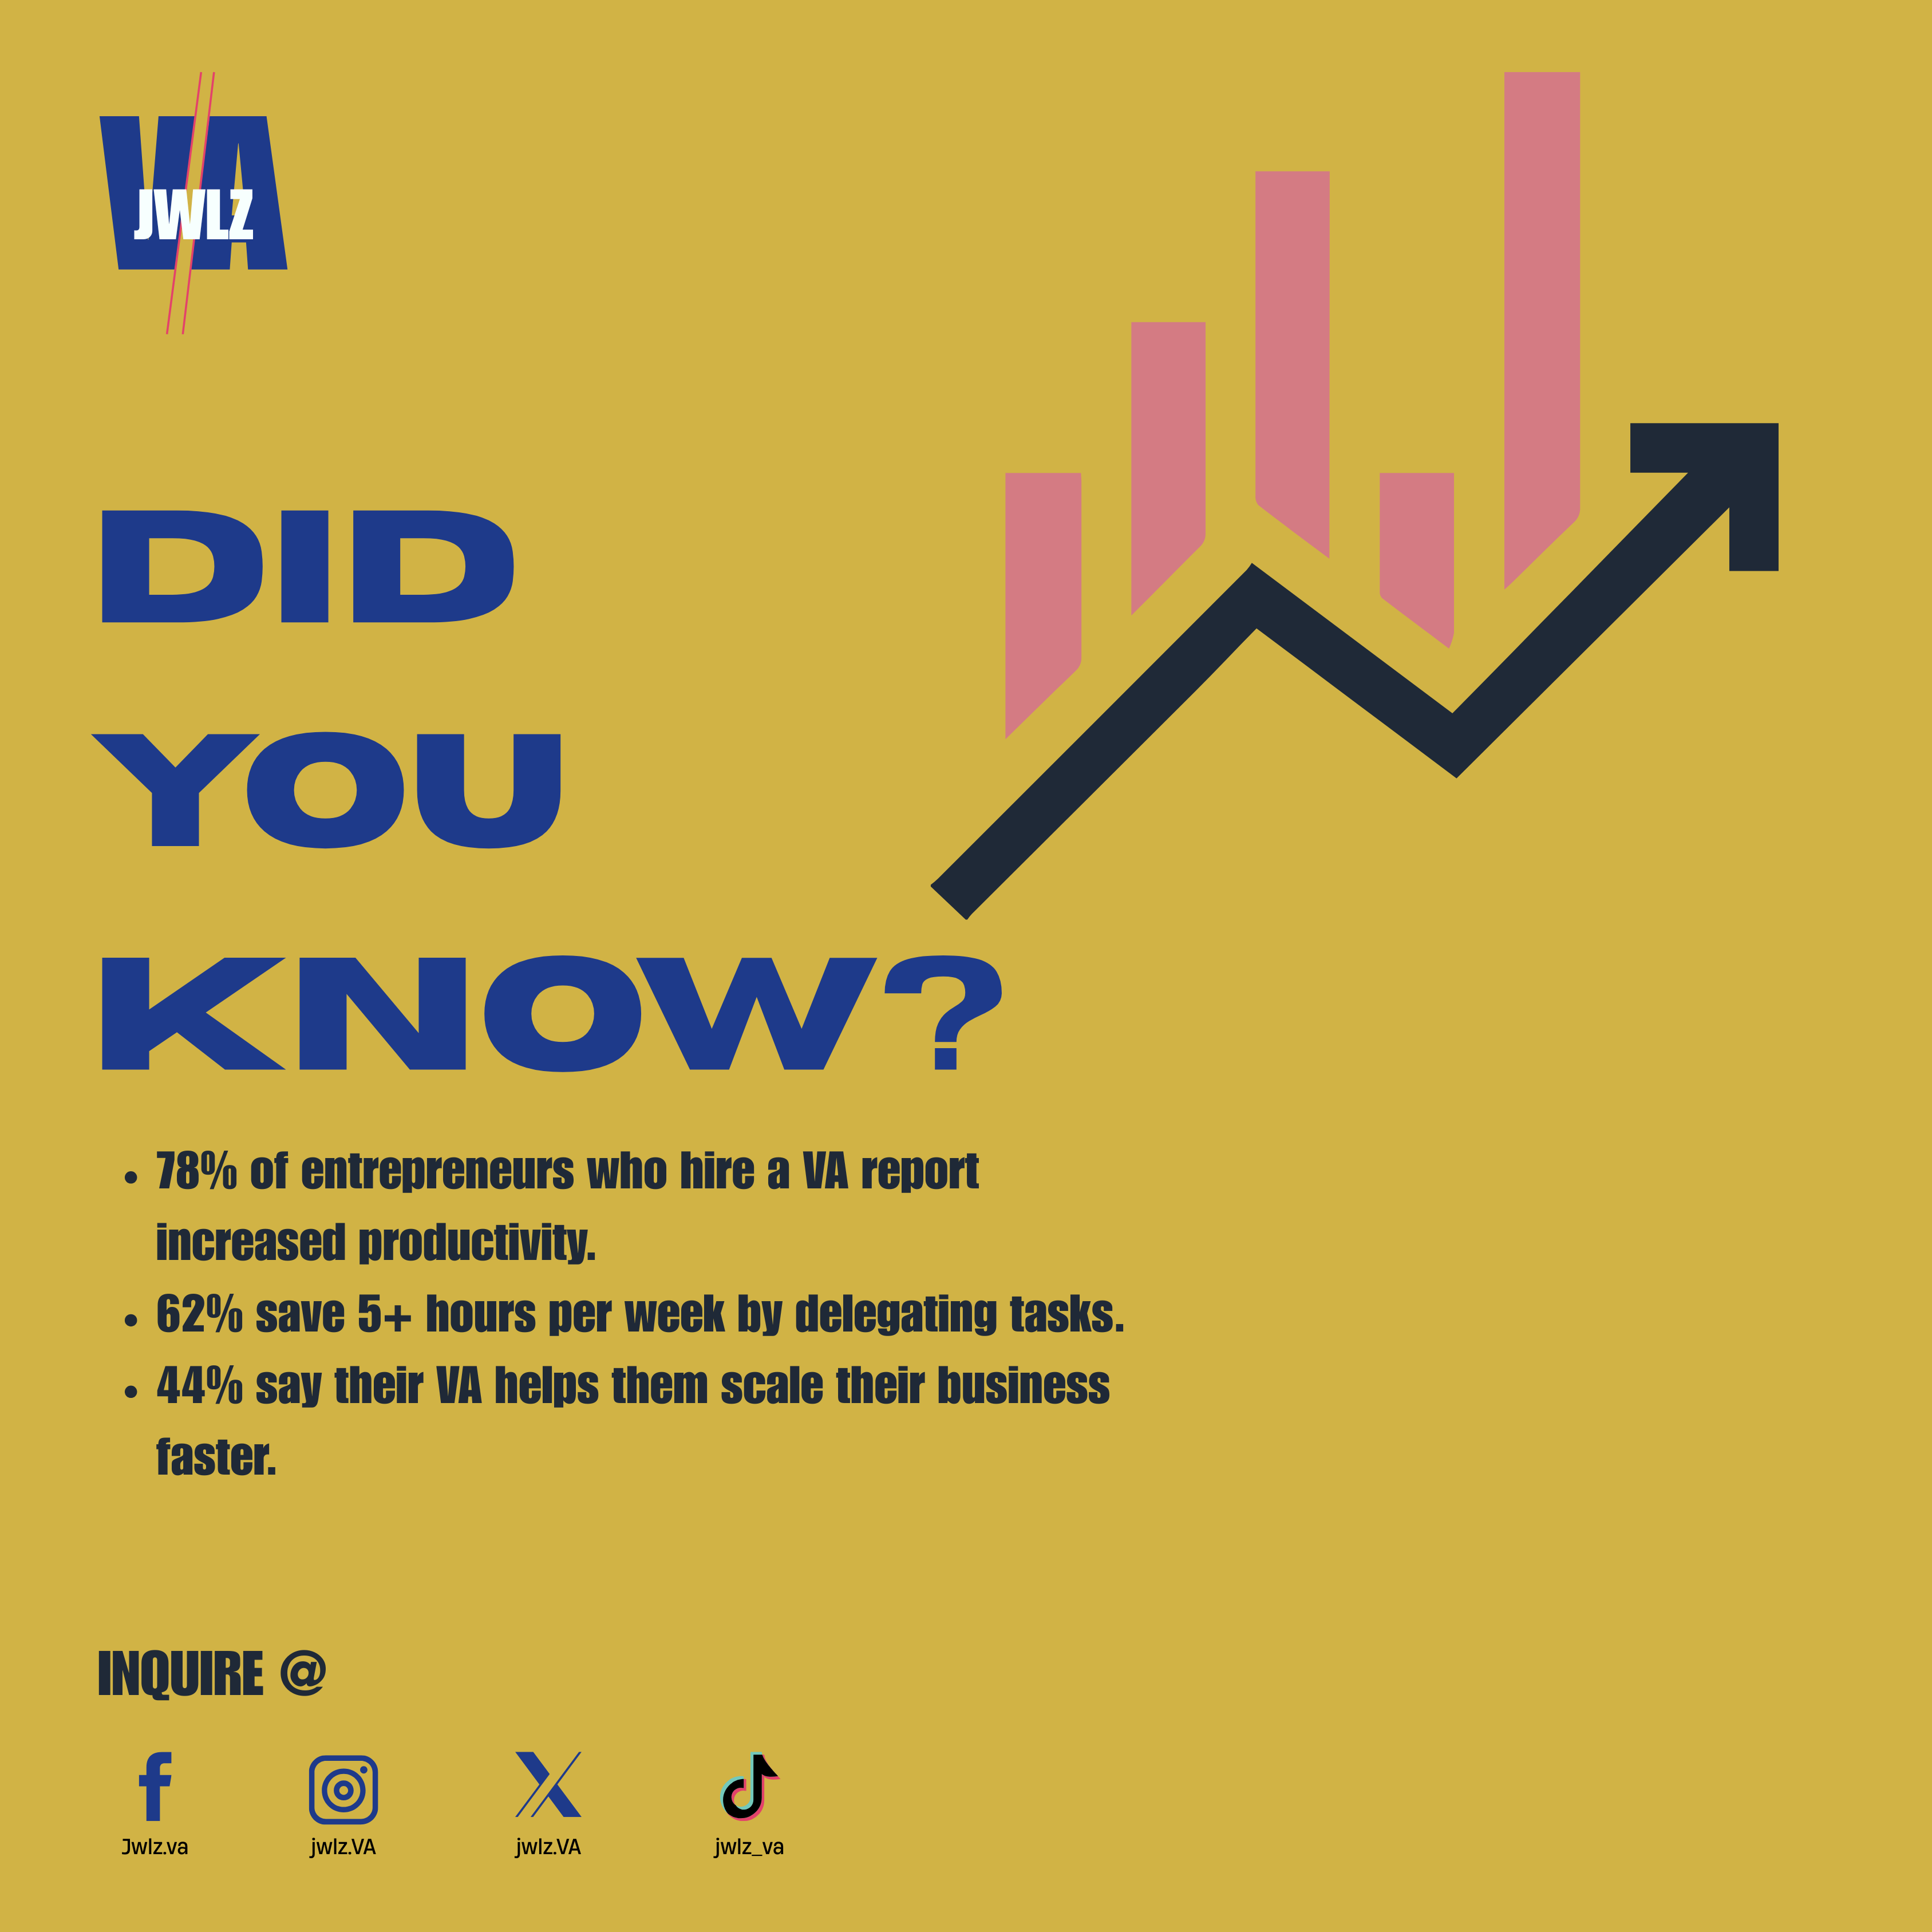 VA
JWLZ
DID
YOU
KNOW?
• 78% of entrepreneurs who hire a VA report
increased productivity.
• 62% save 5+ hours per week by delegating tasks.
• 44% say their VA helps them scale their business
faster.
INQUIRE @
Jwlz.va jwlz.VA jwlz.VA jwlz_va